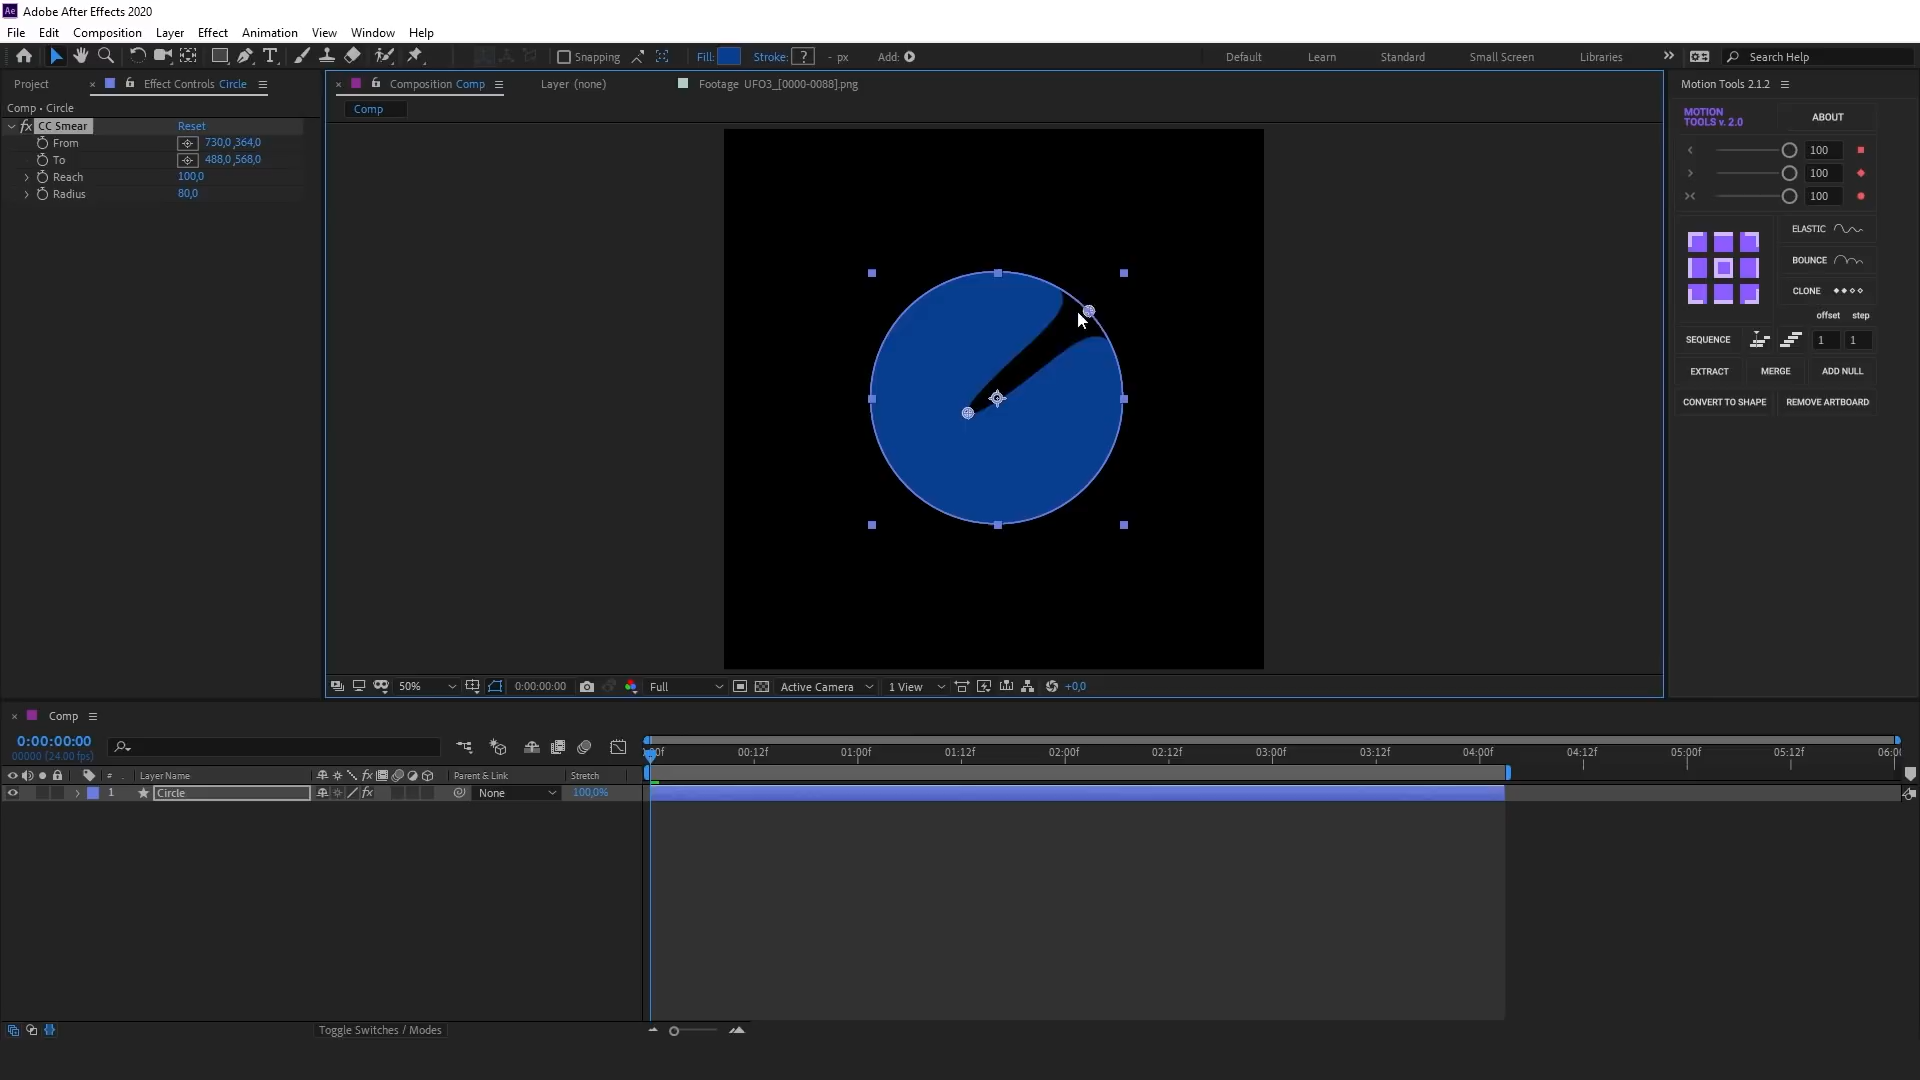 Ae Adobe After Effects 2020
File Edit Composition Layer Effect Animation View Window Help
Snapping Fill: Stroke: ? - px Add: Default Learn Standard Small Screen Libraries Search Help
Project Effect Controls Circle Composition Comp Layer (none) Footage UFO3_[0000-0088].png Motion Tools 2.1.2
Comp • Circle Comp
fx CC Smear Reset
From 730,0,364,0
To 488,0,568,0
Reach 100,0
Radius 80,0
MOTION TOOLS v. 2.0 ABOUT
100
100
100
ELASTIC
BOUNCE
CLONE
offset step
SEQUENCE 1 1
EXTRACT MERGE ADD NULL
CONVERT TO SHAPE REMOVE ARTBOARD
50% 0:00:00:00 Full Active Camera 1 View +0,0
Comp
0:00:00:00
00000 (24.00 fps)
00f 00:12f 01:00f 01:12f 02:00f 02:12f 03:00f 03:12f 04:00f 04:12f 05:00f 05:12f 06:0
# Layer Name fx Parent & Link Stretch
1 Circle fx None 100,0%
Toggle Switches / Modes